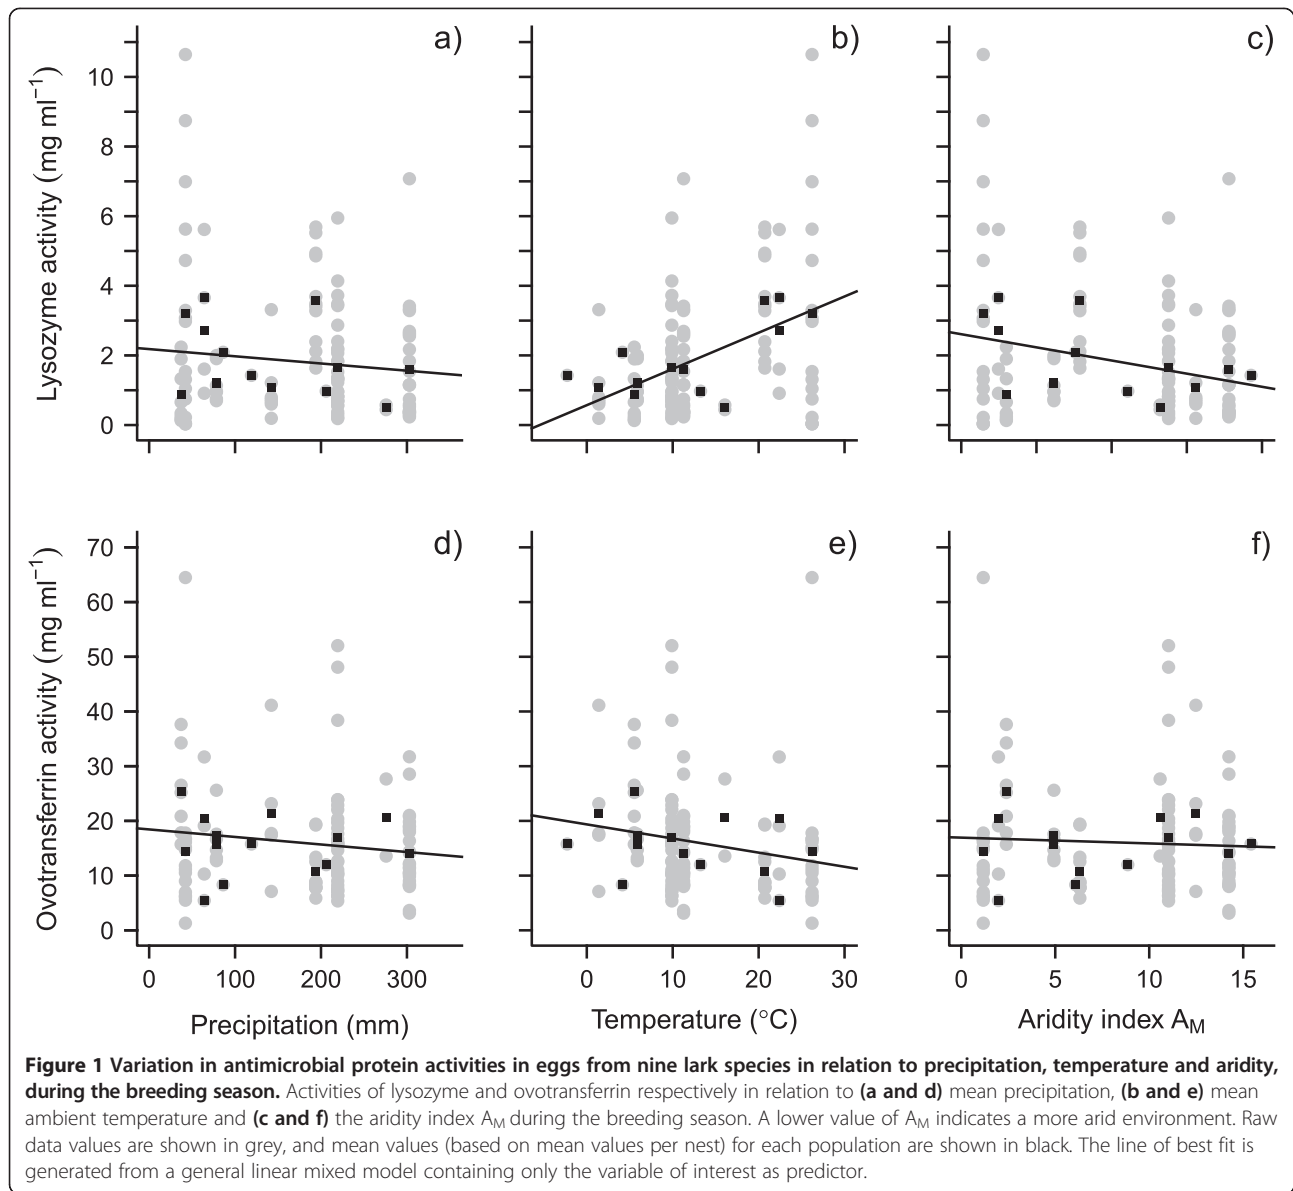 a)
b)
c)
Lysozyme activity (mg ml⁻¹)
10
8
6
4
2
0
d)
e)
f)
Ovotransferrin activity (mg ml⁻¹)
70
60
50
40
30
20
10
0
0 100 200 300
0 10 20 30
0 5 10 15
Precipitation (mm)
Temperature (°C)
Aridity index A_M
Figure 1 Variation in antimicrobial protein activities in eggs from nine lark species in relation to precipitation, temperature and aridity,
during the breeding season. Activities of lysozyme and ovotransferrin respectively in relation to (a and d) mean precipitation, (b and e) mean
ambient temperature and (c and f) the aridity index A_M during the breeding season. A lower value of A_M indicates a more arid environment. Raw
data values are shown in grey, and mean values (based on mean values per nest) for each population are shown in black. The line of best fit is
generated from a general linear mixed model containing only the variable of interest as predictor.